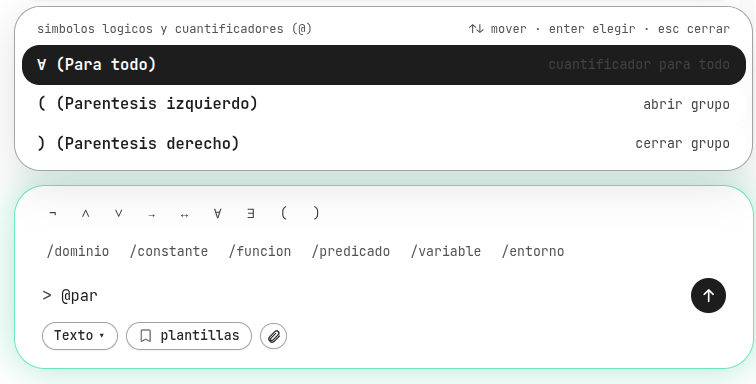 simbolos logicos y cuantificadores (@) ↑↓ mover · enter elegir · esc cerrar
∀ (Para todo) cuantificador para todo
( (Parentesis izquierdo) abrir grupo
) (Parentesis derecho) cerrar grupo
¬ ∧ ∨ → ↔ ∀ ∃ ( )
/dominio /constante /funcion /predicado /variable /entorno
> @par
Texto ▾ plantillas